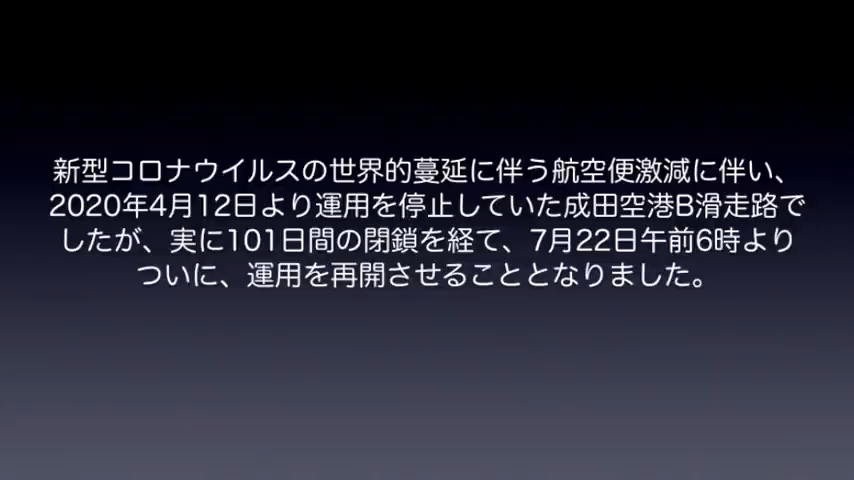 新型コロナウイルスの世界的蔓延に伴う航空便激減に伴い、
2020年4月12日より運用を停止していた成田空港B滑走路で
したが、実に101日間の閉鎖を経て、7月22日午前6時より
ついに、運用を再開させることとなりました。